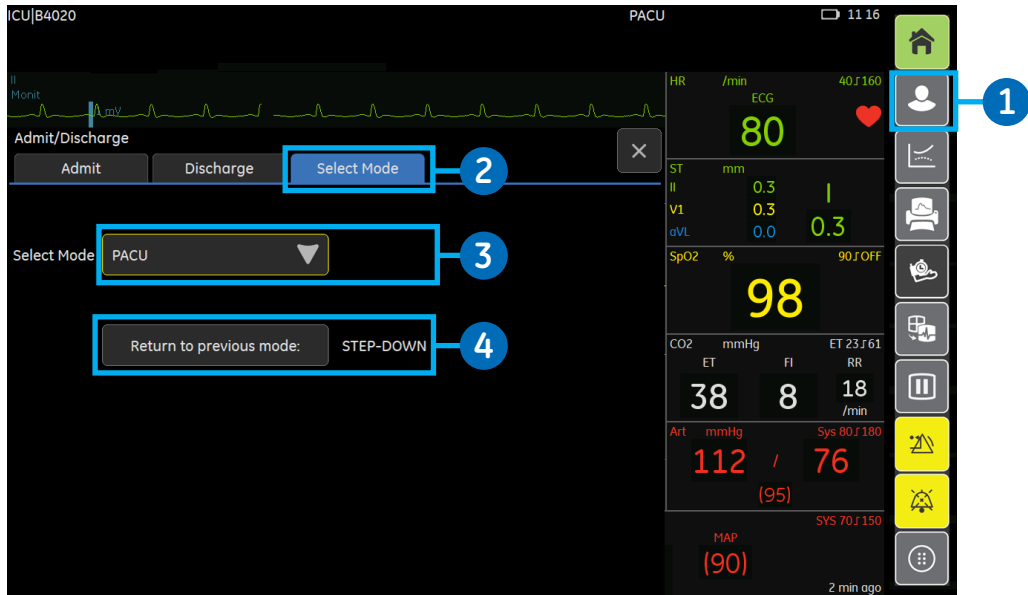 ICU|B4020 PACU 11 16
II
Monit
1 mV
HR /min 40 160
ECG
80
1
Admit/Discharge
Admit Discharge Select Mode
2
ST mm
II 0.3 I
V1 0.3 0.3
aVL 0.0
Select Mode PACU
3
SpO2 % 90 OFF
98
Return to previous mode: STEP-DOWN
4
CO2 mmHg ET 23 61
ET FI RR
38 8 18
/min
Art mmHg Sys 80 180
112 / 76
(95)
SYS 70 150
MAP
(90)
2 min ago